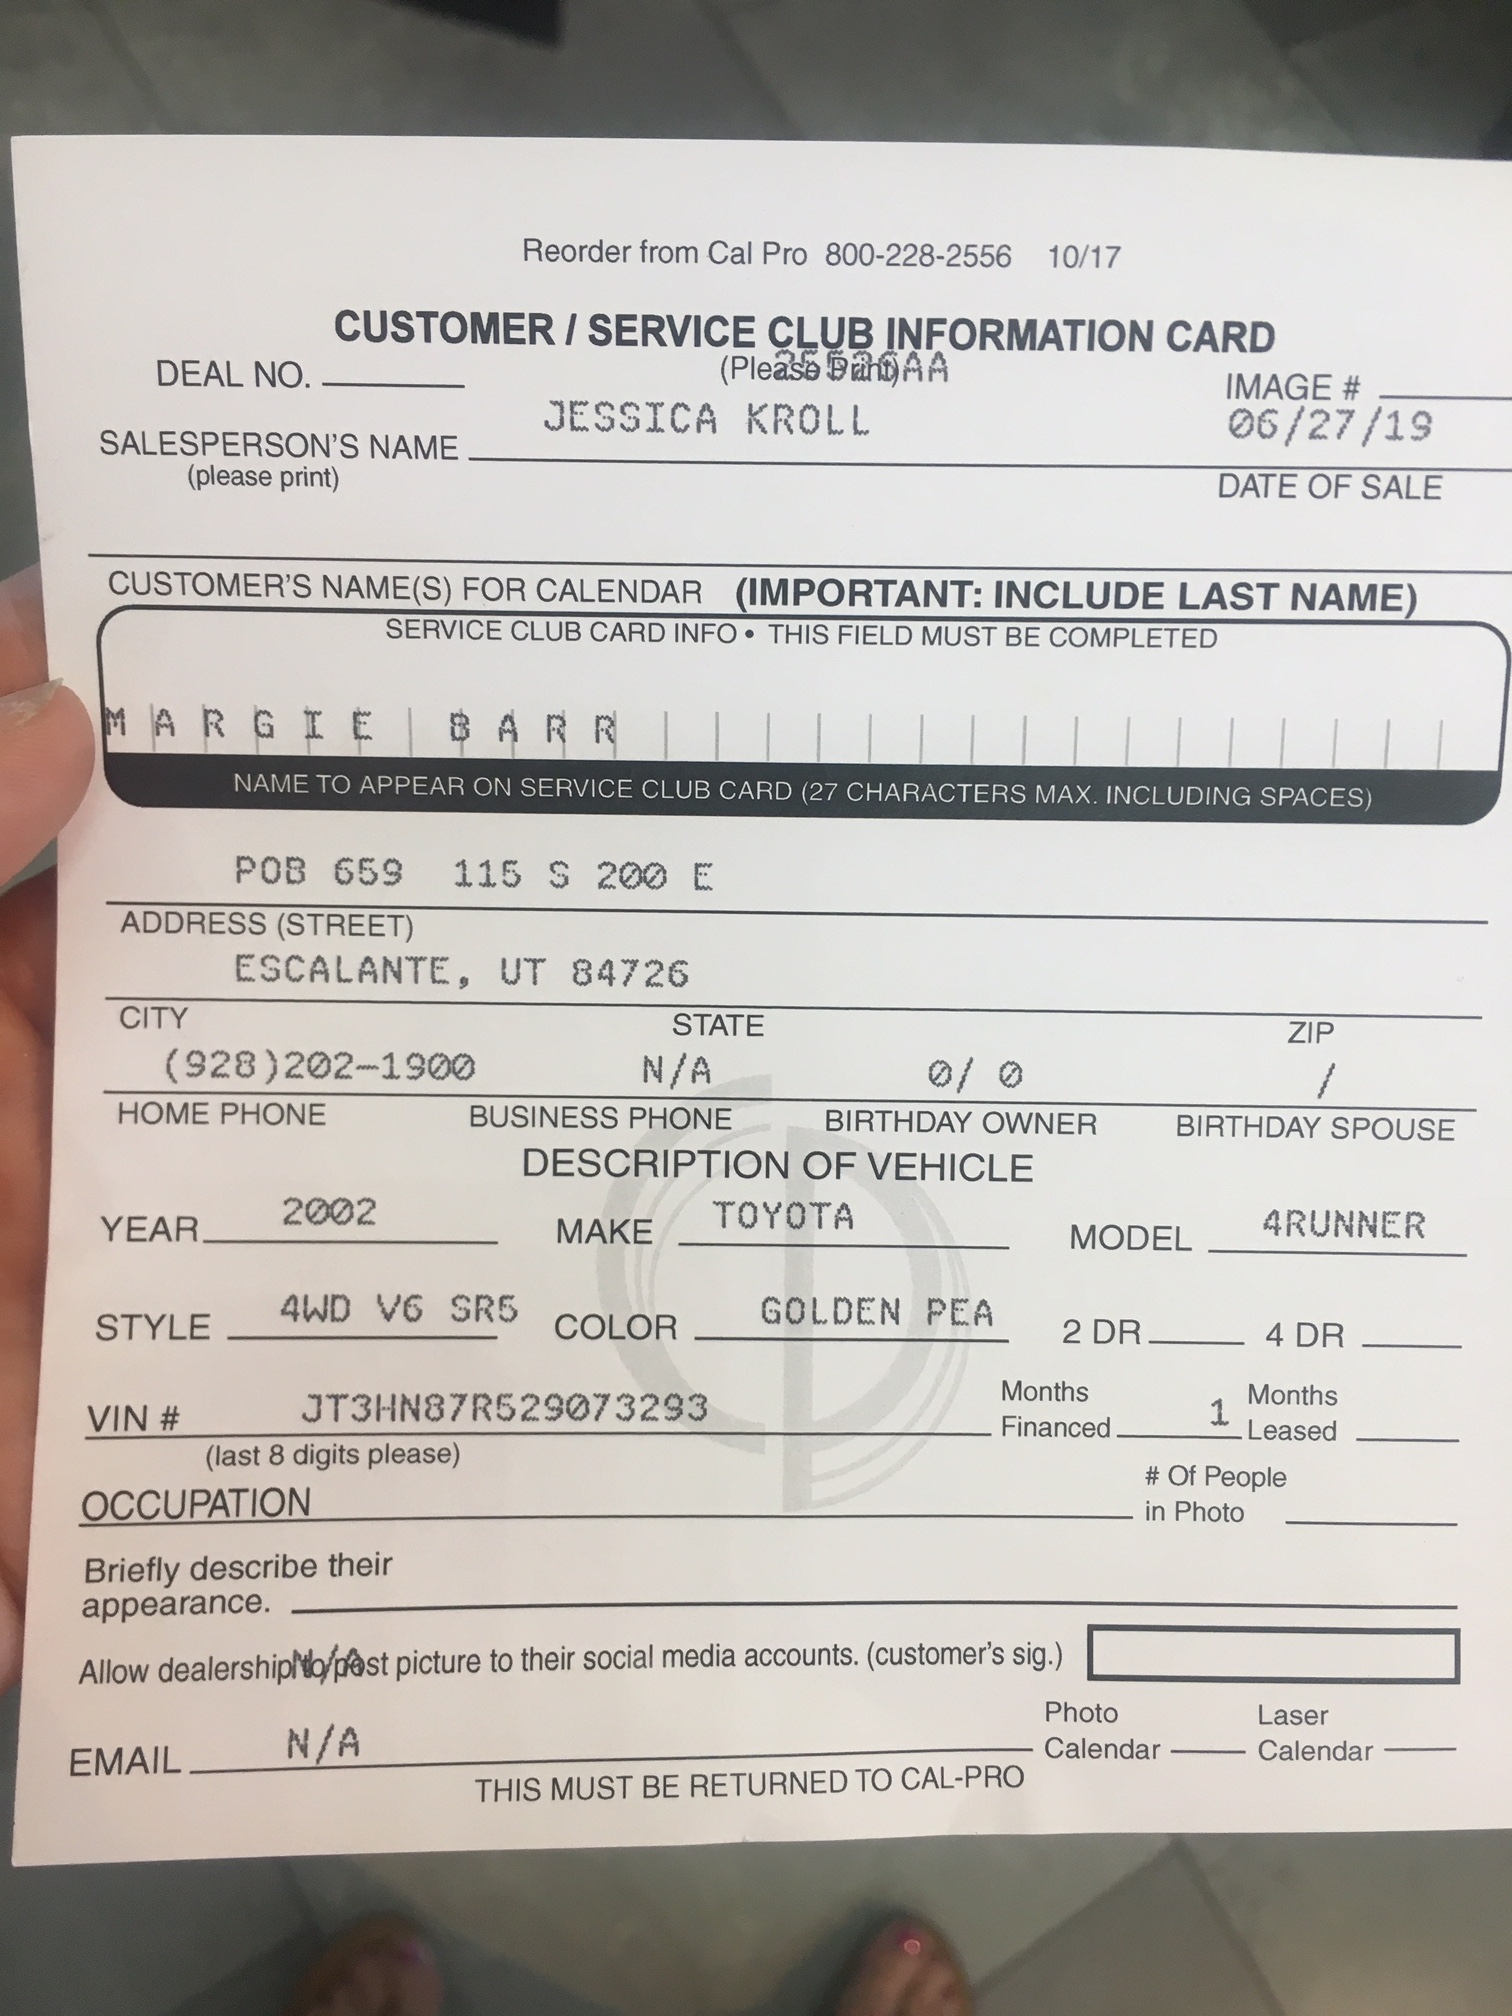 Reorder from Cal Pro 800-228-2556 10/17
CUSTOMER / SERVICE CLUB INFORMATION CARD
(Please Print)
DEAL NO.
IMAGE #
JESSICA KROLL
06/27/19
SALESPERSON'S NAME
(please print)
DATE OF SALE
CUSTOMER'S NAME(S) FOR CALENDAR (IMPORTANT: INCLUDE LAST NAME)
SERVICE CLUB CARD INFO • THIS FIELD MUST BE COMPLETED
MARGIE BARR
NAME TO APPEAR ON SERVICE CLUB CARD (27 CHARACTERS MAX. INCLUDING SPACES)
POB 659 115 S 200 E
ADDRESS (STREET)
ESCALANTE, UT 84726
CITY STATE ZIP
(928)202-1900 N/A 0/ 0 /
HOME PHONE BUSINESS PHONE BIRTHDAY OWNER BIRTHDAY SPOUSE
DESCRIPTION OF VEHICLE
YEAR 2002 MAKE TOYOTA MODEL 4RUNNER
STYLE 4WD V6 SR5 COLOR GOLDEN PEA 2 DR 4 DR
VIN # JT3HN87R529073293 Months Financed 1 Months Leased
(last 8 digits please)
OCCUPATION # Of People in Photo
Briefly describe their
appearance.
Allow dealership to post picture to their social media accounts. (customer's sig.)
N/A
EMAIL N/A Photo Calendar Laser Calendar
THIS MUST BE RETURNED TO CAL-PRO